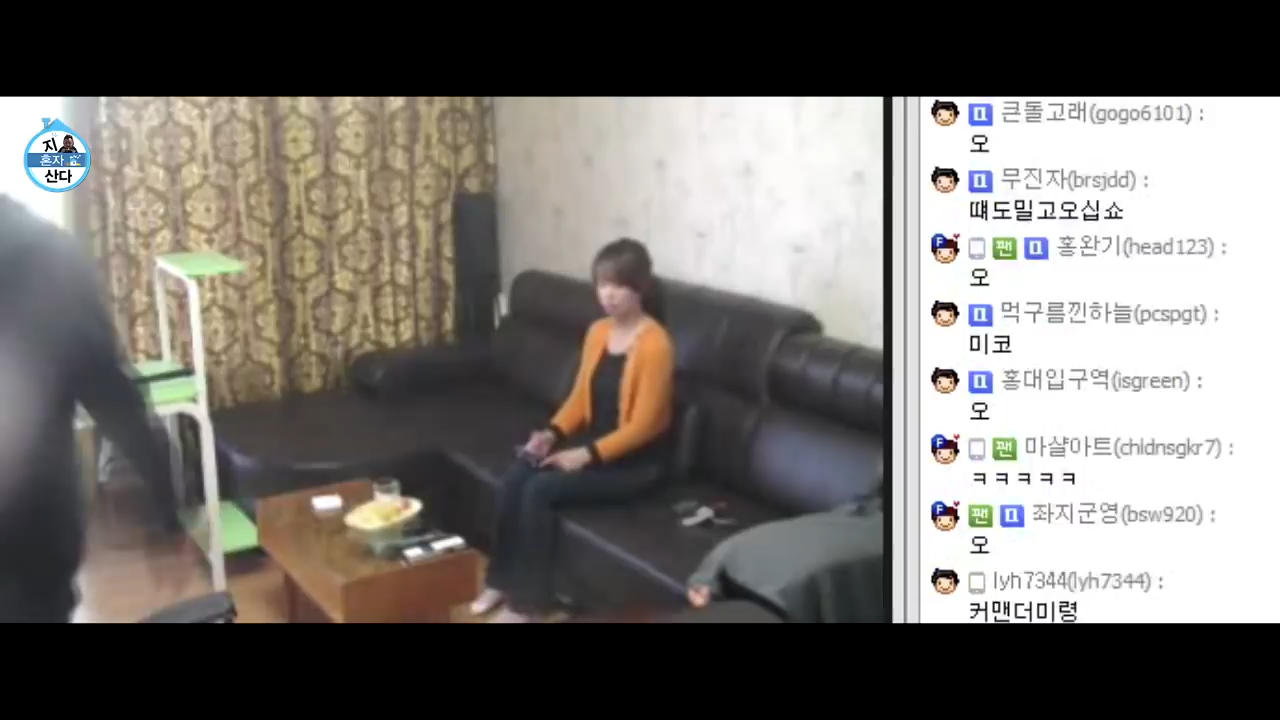 지
혼자
산다
큰돌고래(gogo6101) :
오
무진자(brsjdd) :
떄도밀고오십쇼
팬 홍완기(head123) :
오
먹구름낀하늘(pcspgt) :
미코
홍대입구역(isgreen) :
오
팬 마샬아트(chldnsgkr7) :
ㅋㅋㅋㅋㅋ
팬 좌지군영(bsw920) :
오
lyh7344(lyh7344) :
커맨더미령